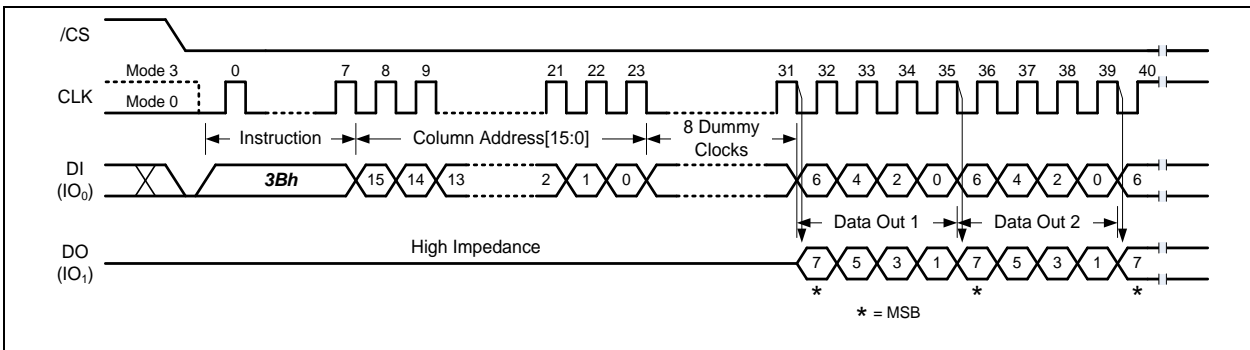 /CS
Mode 3 0 7 8 9 21 22 23 31 32 33 34 35 36 37 38 39 40
CLK
Mode 0
Instruction Column Address[15:0] 8 Dummy Clocks
DI
(IO₀)
3Bh 15 14 13 2 1 0 6 4 2 0 6 4 2 0 6
Data Out 1 Data Out 2
High Impedance
DO
(IO₁)
7 5 3 1 7 5 3 1 7
* * *
* = MSB